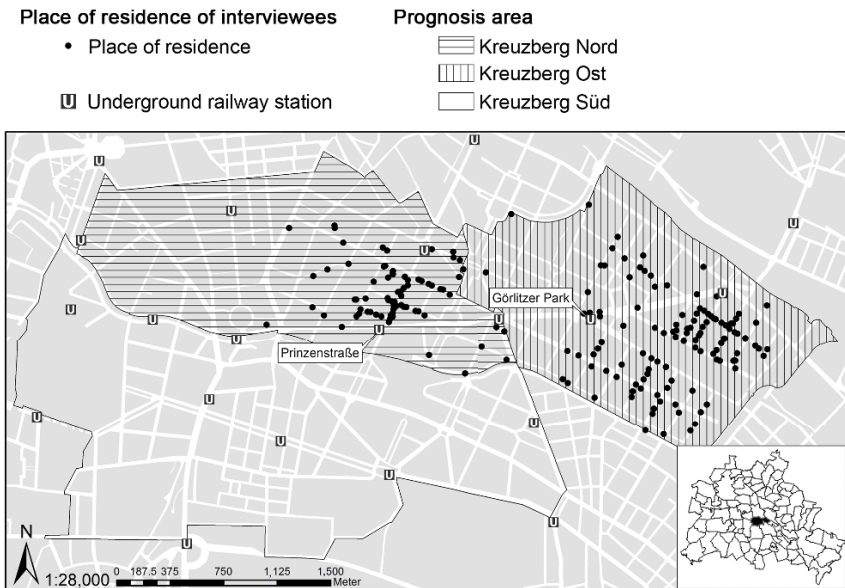 Place of residence of interviewees
Place of residence
U Underground railway station
Prognosis area
Kreuzberg Nord
Kreuzberg Ost
Kreuzberg Süd
U
U
U
U
U
U
U
Görlitzer Park
U
U
U
U
U
U
Prinzenstraße
U
U
U
U
U
U
U
U
N
1:28,000
0 187.5 375 750 1,125 1,500
Meter